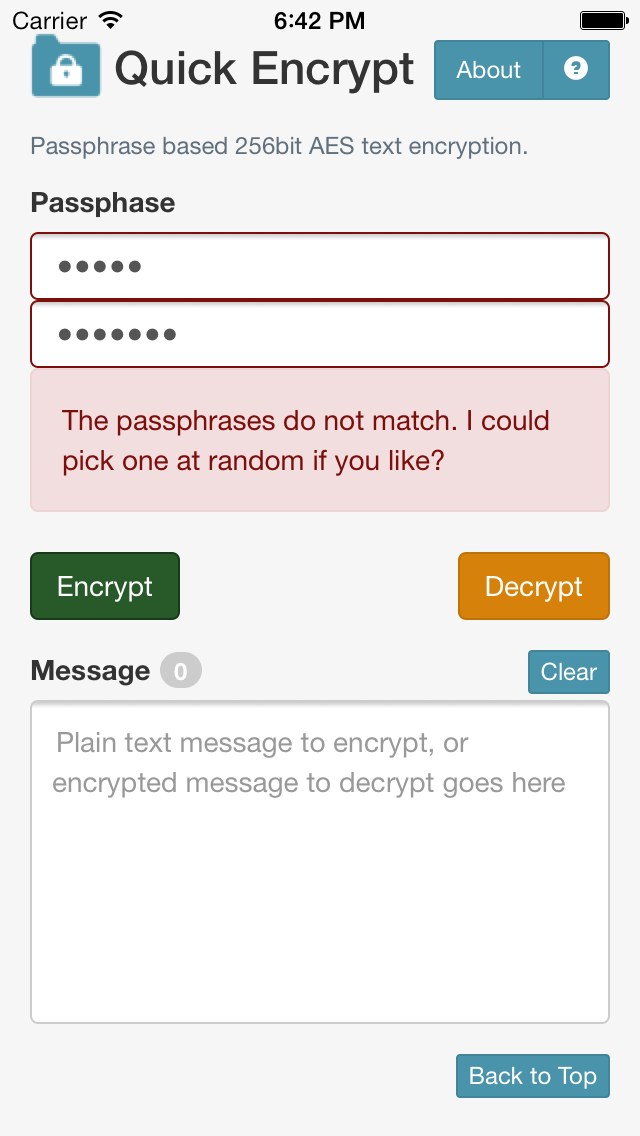 Carrier 6:42 PM
Quick Encrypt About ?
Passphrase based 256bit AES text encryption.
Passphase
•••••
•••••••
The passphrases do not match. I could
pick one at random if you like?
Encrypt Decrypt
Message 0 Clear
Plain text message to encrypt, or
encrypted message to decrypt goes here
Back to Top